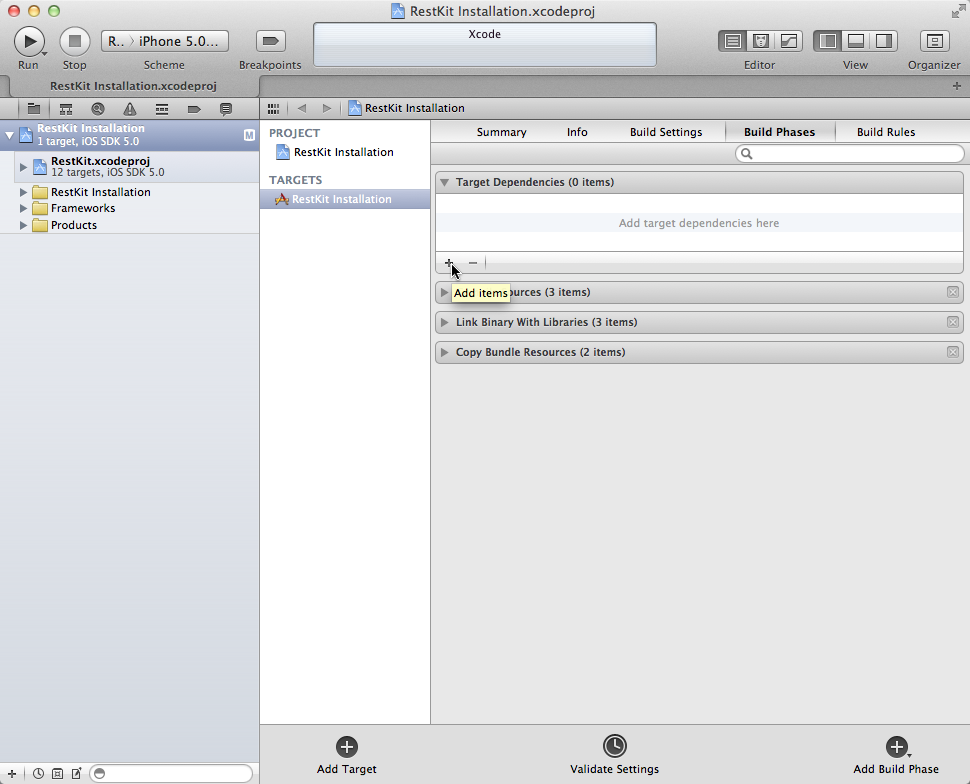 RestKit Installation.xcodeproj
R.. 〉 iPhone 5.0...
Xcode
Run
Stop
Scheme
Breakpoints
Editor
View
Organizer
RestKit Installation.xcodeproj
RestKit Installation
1 target, iOS SDK 5.0
M
RestKit.xcodeproj
12 targets, iOS SDK 5.0
RestKit Installation
Frameworks
Products
RestKit Installation
PROJECT
RestKit Installation
TARGETS
RestKit Installation
Summary
Info
Build Settings
Build Phases
Build Rules
Target Dependencies (0 items)
Add target dependencies here
Add items
(3 items)
Link Binary With Libraries (3 items)
Copy Bundle Resources (2 items)
Add Target
Validate Settings
Add Build Phase